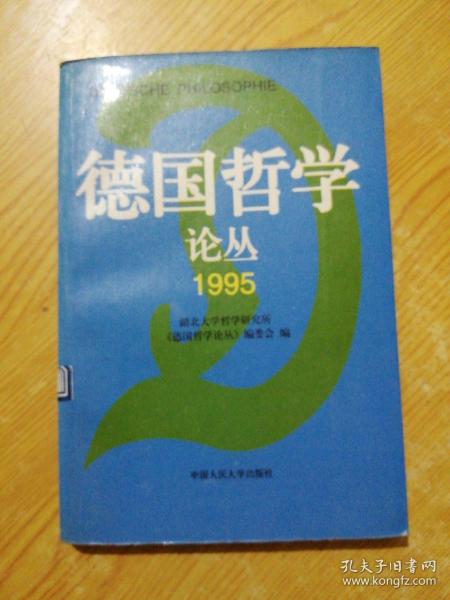 DEUTSCHE PHILOSOPHIE
德国哲学
论丛
1995
湖北大学哲学研究所
《德国哲学论丛》编委会 编
中国人民大学出版社
孔夫子旧书网
www.kongfz.com